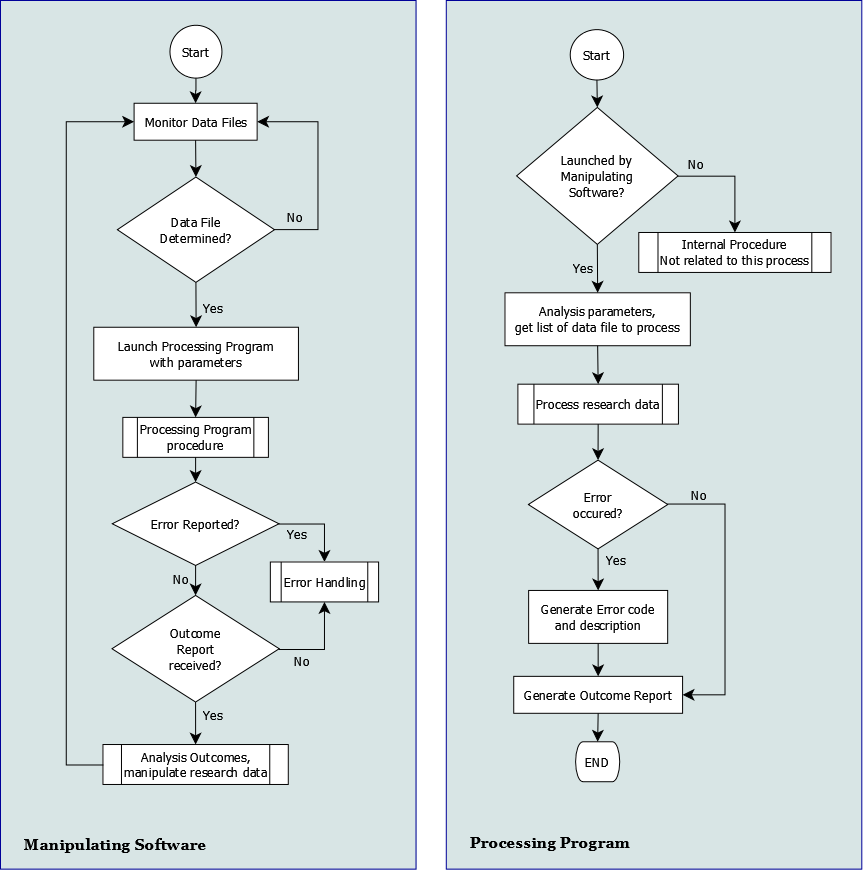 Start
Monitor Data Files
Data File
Determined?
No
Yes
Launch Processing Program
with parameters
Processing Program
procedure
Error Reported?
Yes
No
Error Handling
Outcome
Report
received?
No
Yes
Analysis Outcomes,
manipulate research data
Manipulating Software
Start
Launched by
Manipulating
Software?
No
Internal Procedure
Not related to this process
Yes
Analysis parameters,
get list of data file to process
Process research data
Error
occured?
No
Yes
Generate Error code
and description
Generate Outcome Report
END
Processing Program